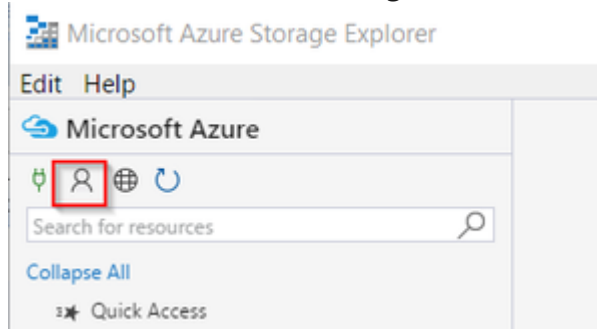 Microsoft Azure Storage Explorer
Edit Help
Microsoft Azure
Search for resources
Collapse All
Quick Access